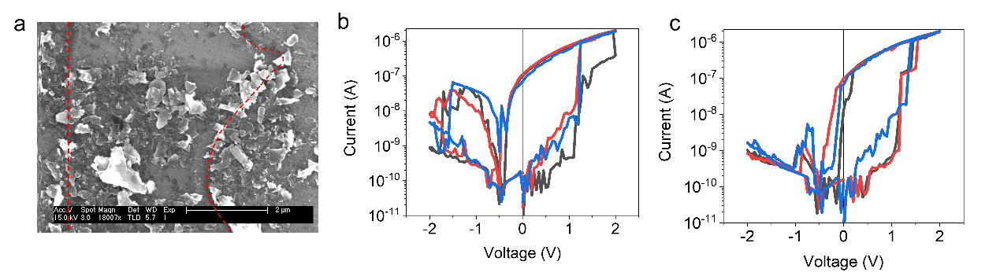 a
Acc.V Spot Magn Det WD Exp
15.0 kV 3.0 18007x TLD 5.7 1
2 μm
b
Current (A)
10⁻⁶
10⁻⁷
10⁻⁸
10⁻⁹
10⁻¹⁰
10⁻¹¹
-2 -1 0 1 2
Voltage (V)
c
Current (A)
10⁻⁶
10⁻⁷
10⁻⁸
10⁻⁹
10⁻¹⁰
10⁻¹¹
-2 -1 0 1 2
Voltage (V)